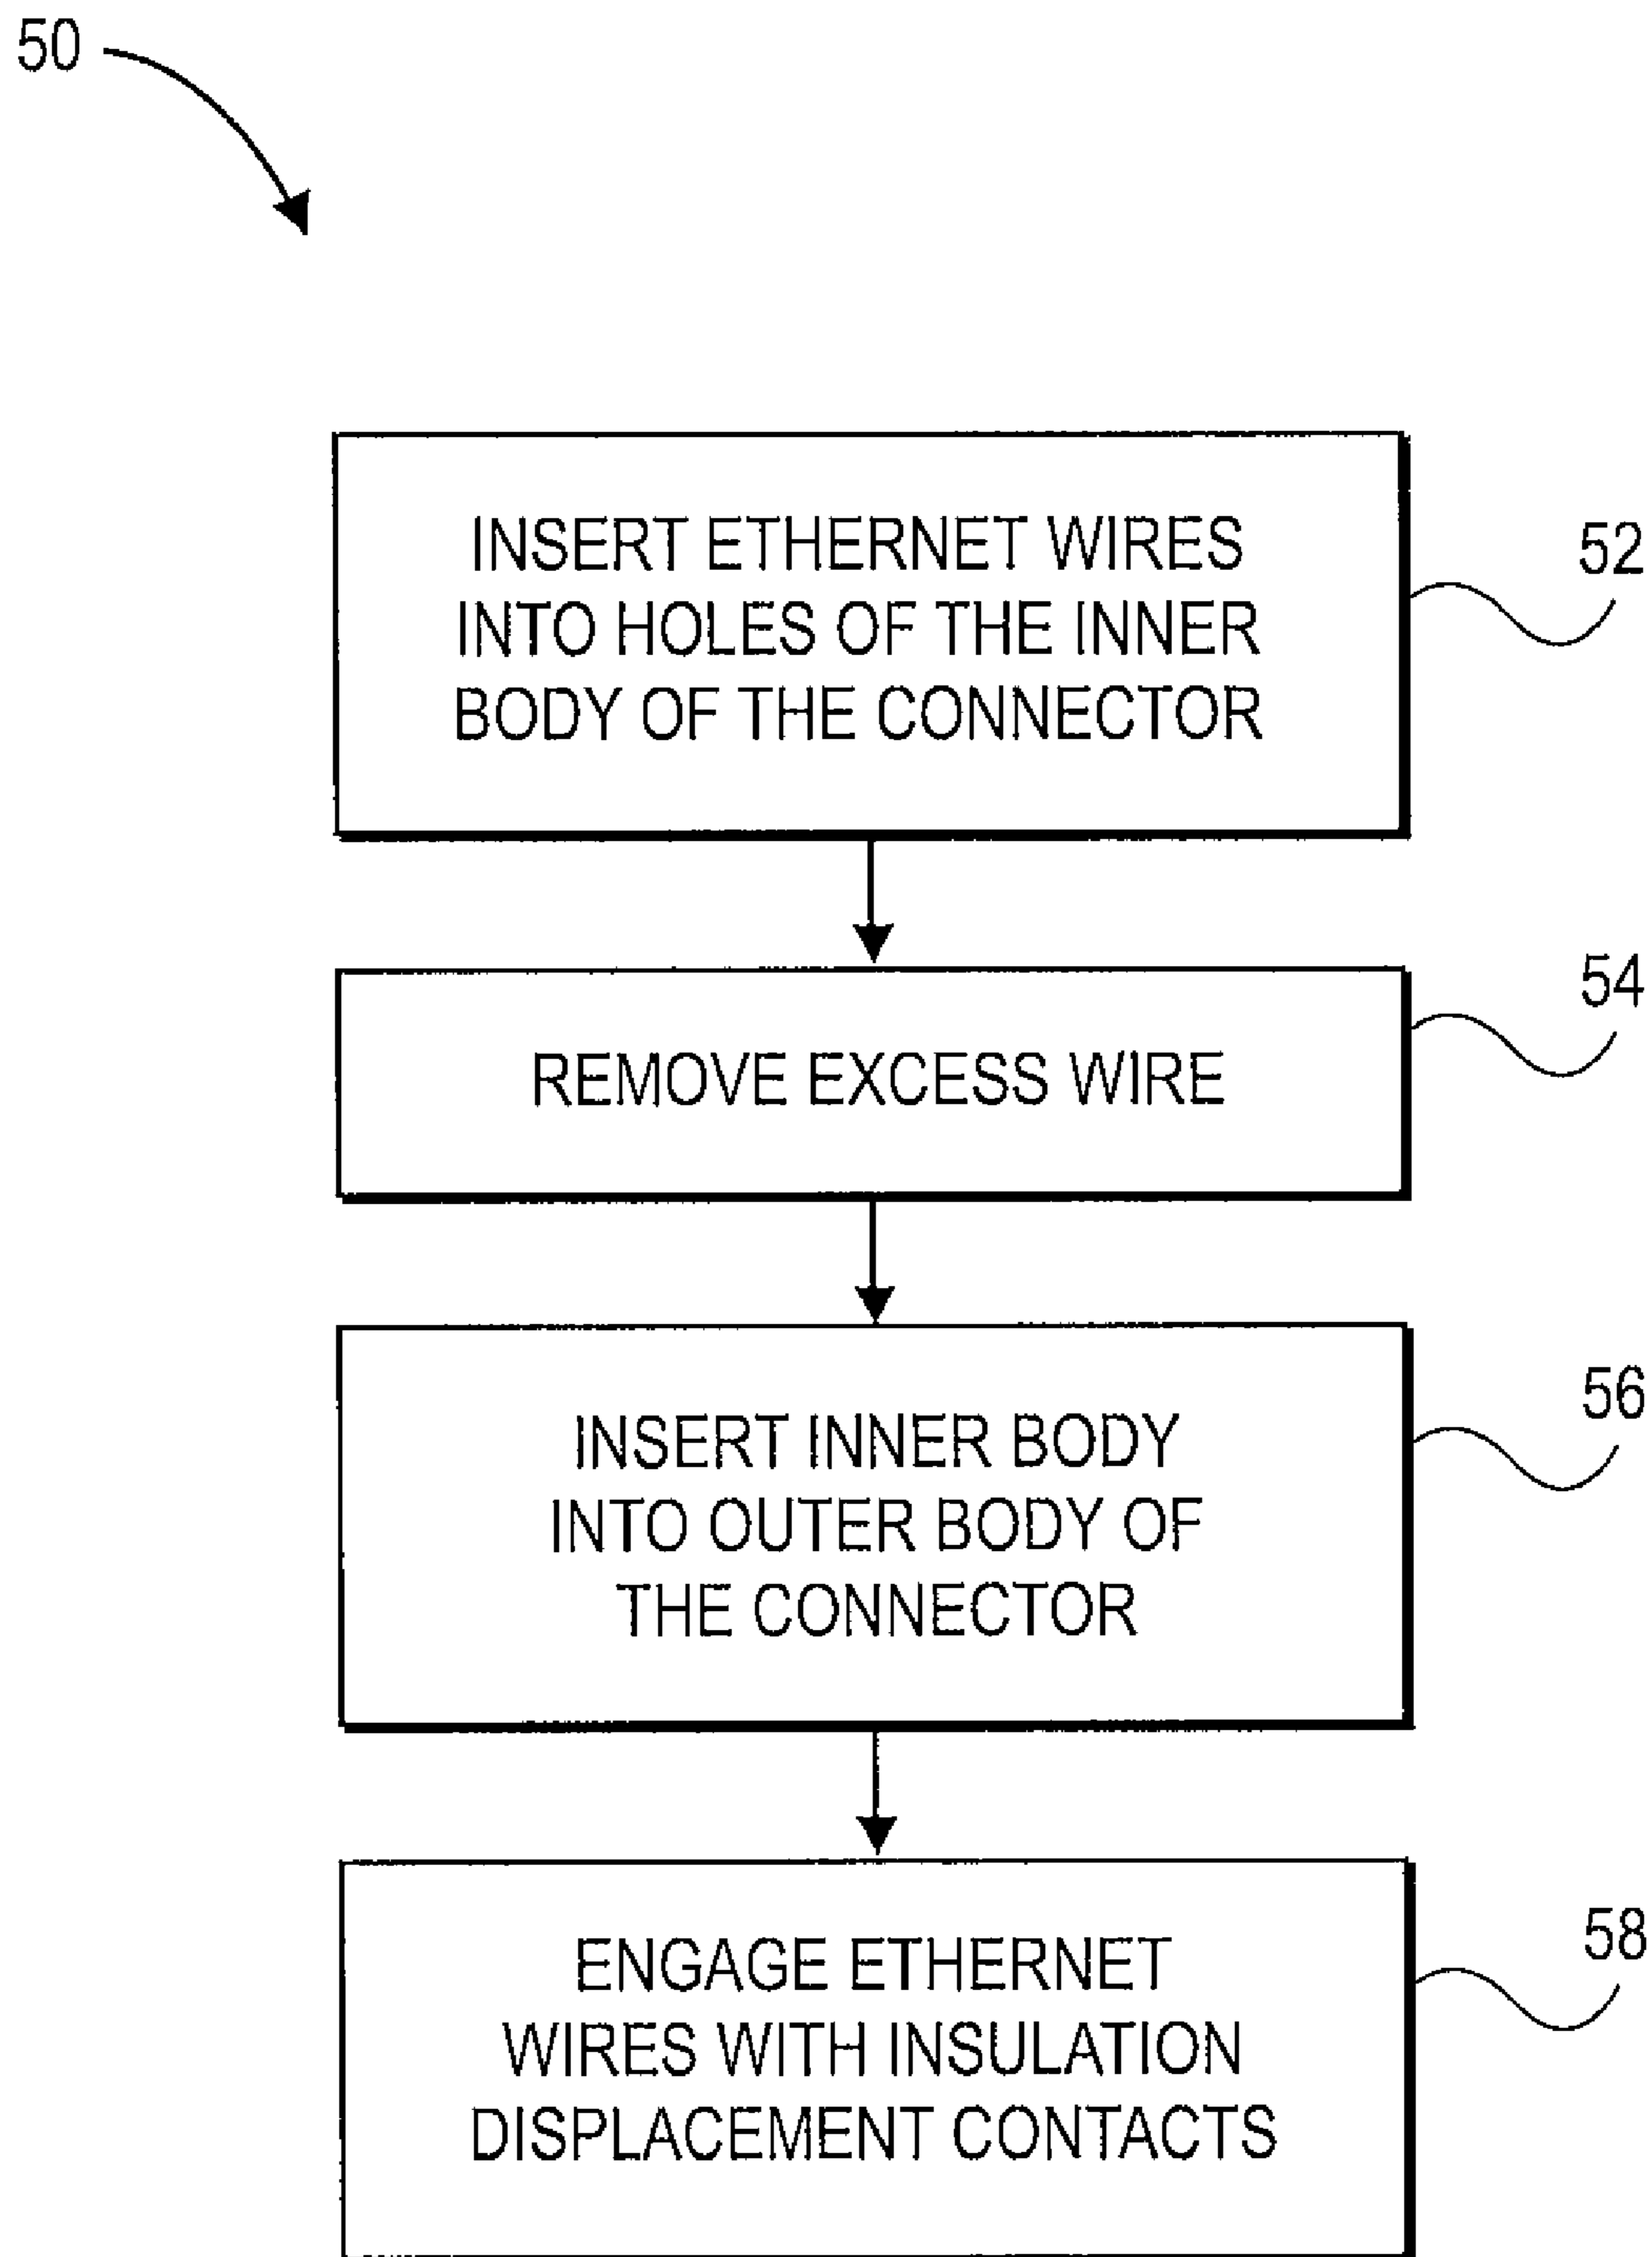 50
INSERT ETHERNET WIRES
INTO HOLES OF THE INNER
BODY OF THE CONNECTOR
52
REMOVE EXCESS WIRE
54
INSERT INNER BODY
INTO OUTER BODY OF
THE CONNECTOR
56
ENGAGE ETHERNET
WIRES WITH INSULATION
DISPLACEMENT CONTACTS
58